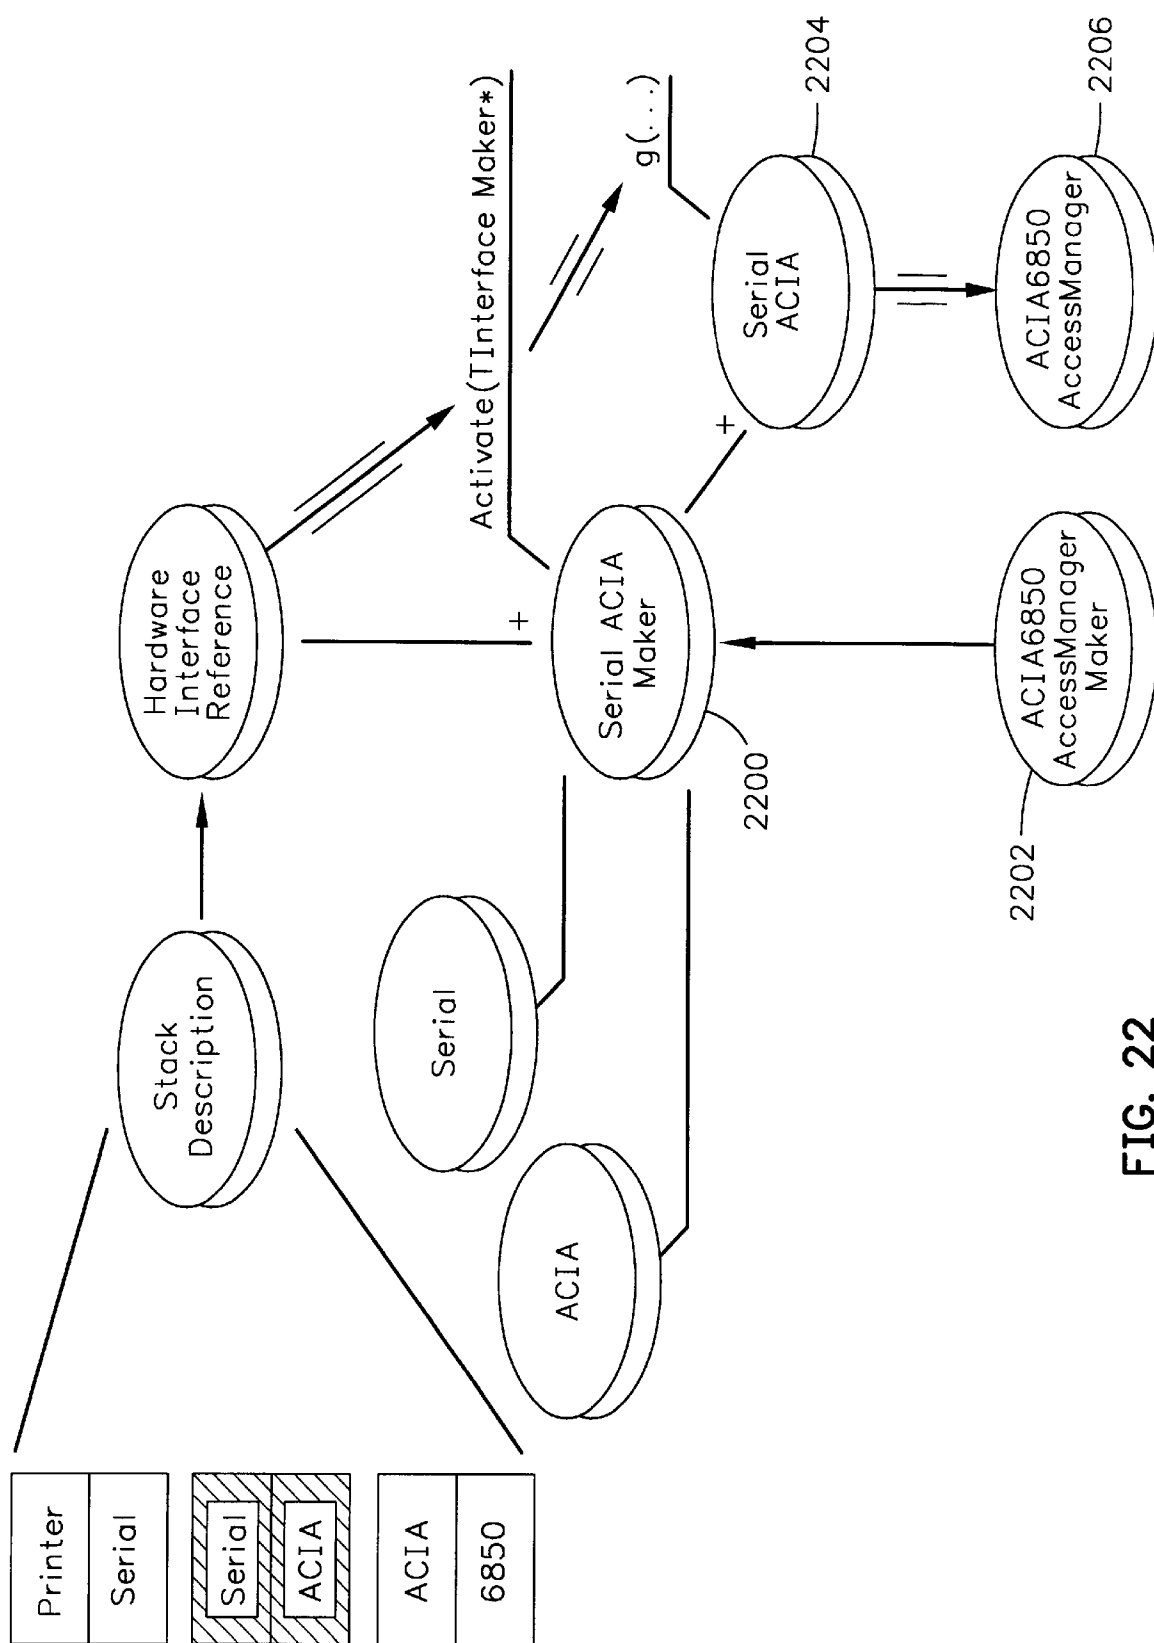 Printer
Serial
Serial
ACIA
ACIA
6850
Stack
Description
Hardware
Interface
Reference
Serial
ACIA
Activate(TInterface Maker*)
g(...)
Serial ACIA
Maker
2200
+
+
Serial
ACIA
2204
ACIA6850
AccessManager
Maker
2202
ACIA6850
AccessManager
2206
FIG. 22